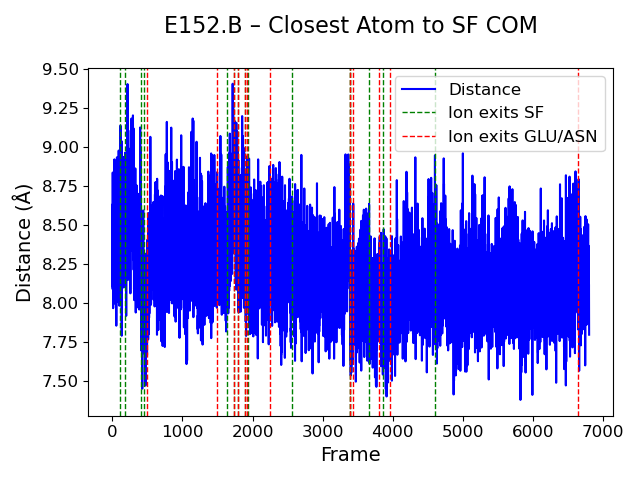 E152.B – Closest Atom to SF COM
Distance (Å)
9.50
9.25
9.00
8.75
8.50
8.25
8.00
7.75
7.50
Distance
Ion exits SF
Ion exits GLU/ASN
0
1000
2000
3000
4000
5000
6000
7000
Frame